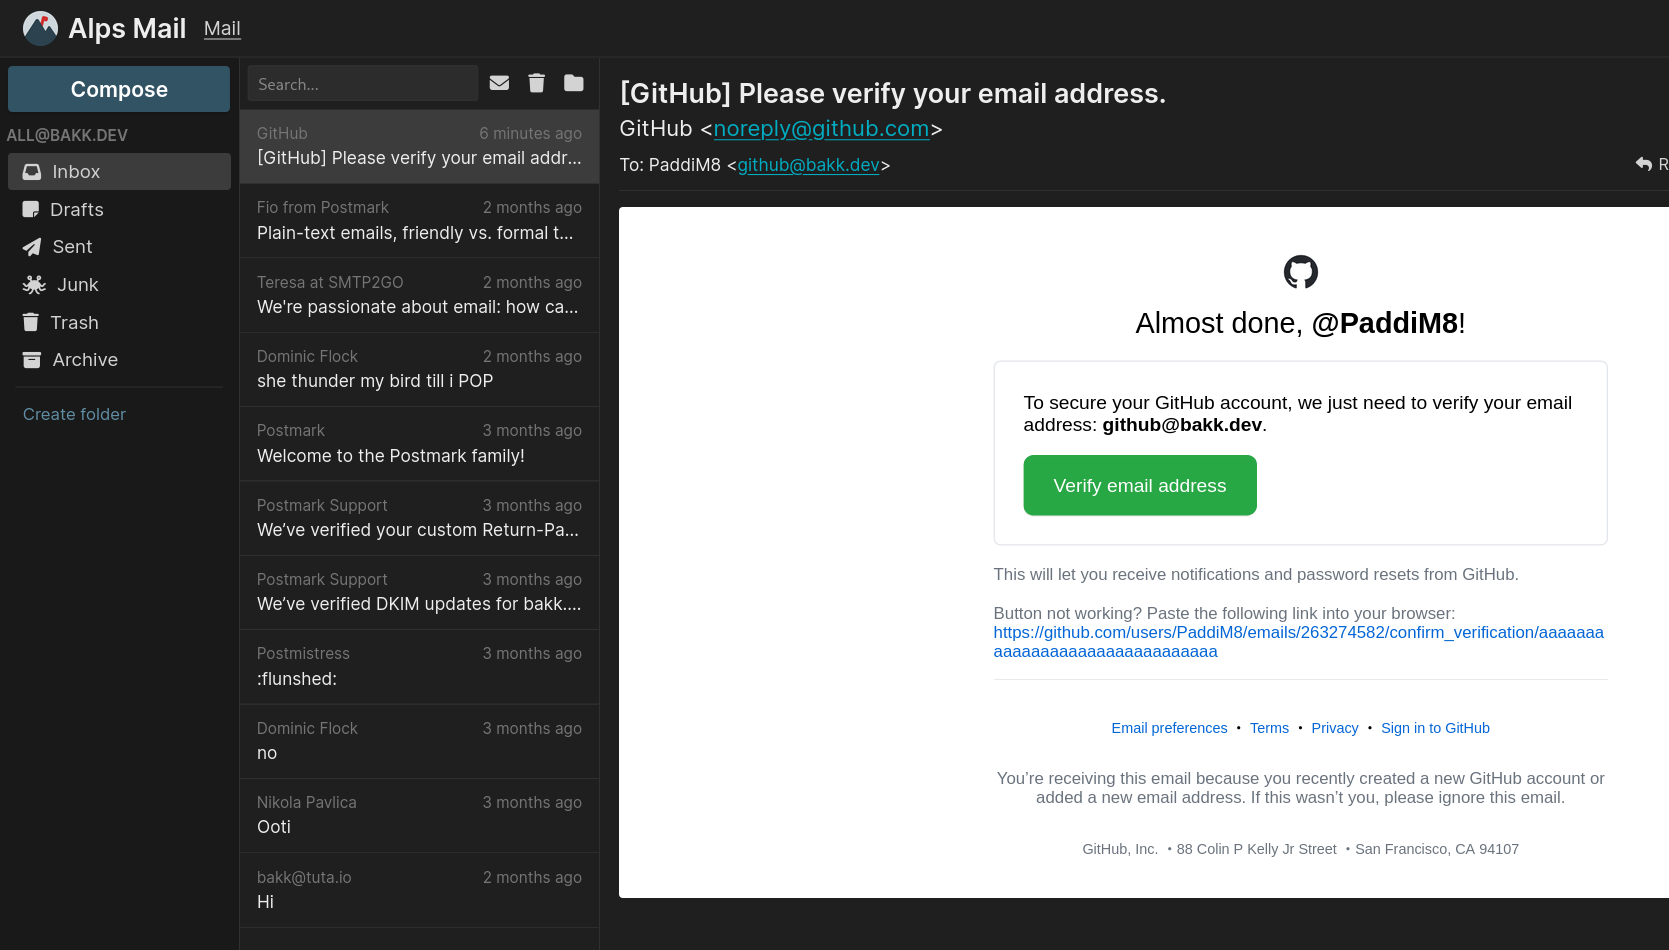 Alps Mail Mail
Compose
ALL@BAKK.DEV
Inbox
Drafts
Sent
Junk
Trash
Archive
Create folder
Search...
GitHub 6 minutes ago
[GitHub] Please verify your email addr...
Fio from Postmark 2 months ago
Plain-text emails, friendly vs. formal t...
Teresa at SMTP2GO 2 months ago
We're passionate about email: how ca...
Dominic Flock 2 months ago
she thunder my bird till i POP
Postmark 3 months ago
Welcome to the Postmark family!
Postmark Support 3 months ago
We’ve verified your custom Return-Pa...
Postmark Support 3 months ago
We’ve verified DKIM updates for bakk....
Postmistress 3 months ago
:flunshed:
Dominic Flock 3 months ago
no
Nikola Pavlica 3 months ago
Ooti
bakk@tuta.io 2 months ago
Hi
[GitHub] Please verify your email address.
GitHub <noreply@github.com>
To: PaddiM8 <github@bakk.dev>
R
Almost done, @PaddiM8!
To secure your GitHub account, we just need to verify your email
address: github@bakk.dev.
Verify email address
This will let you receive notifications and password resets from GitHub.
Button not working? Paste the following link into your browser:
https://github.com/users/PaddiM8/emails/263274582/confirm_verification/aaaaaaa
aaaaaaaaaaaaaaaaaaaaaaaa
Email preferences • Terms • Privacy • Sign in to GitHub
You’re receiving this email because you recently created a new GitHub account or
added a new email address. If this wasn’t you, please ignore this email.
GitHub, Inc. • 88 Colin P Kelly Jr Street • San Francisco, CA 94107